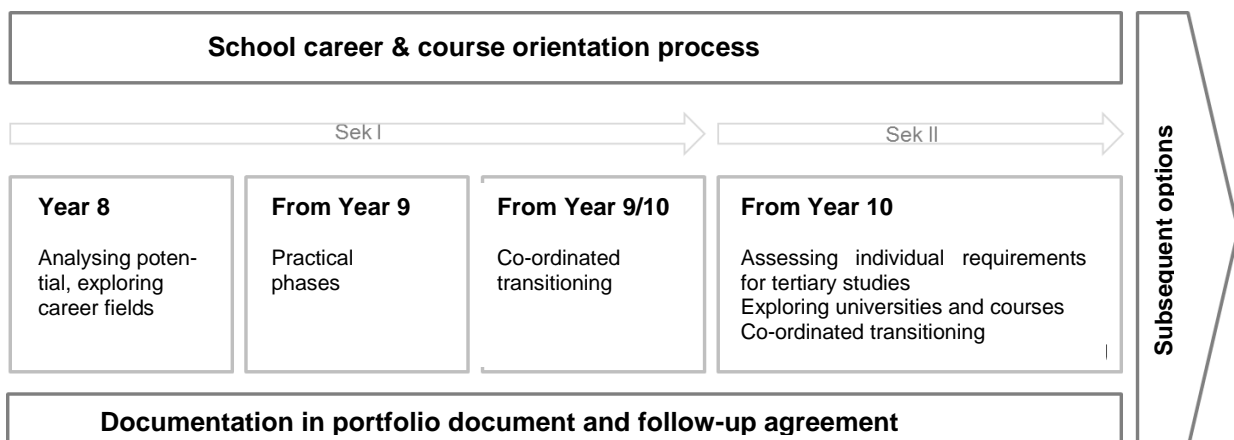 School career & course orientation process
Sek I
Sek II
Year 8
Analysing poten-
tial, exploring
career fields
From Year 9
Practical
phases
From Year 9/10
Co-ordinated
transitioning
From Year 10
Assessing individual requirements
for tertiary studies
Exploring universities and courses
Co-ordinated transitioning
Subsequent options
Documentation in portfolio document and follow-up agreement